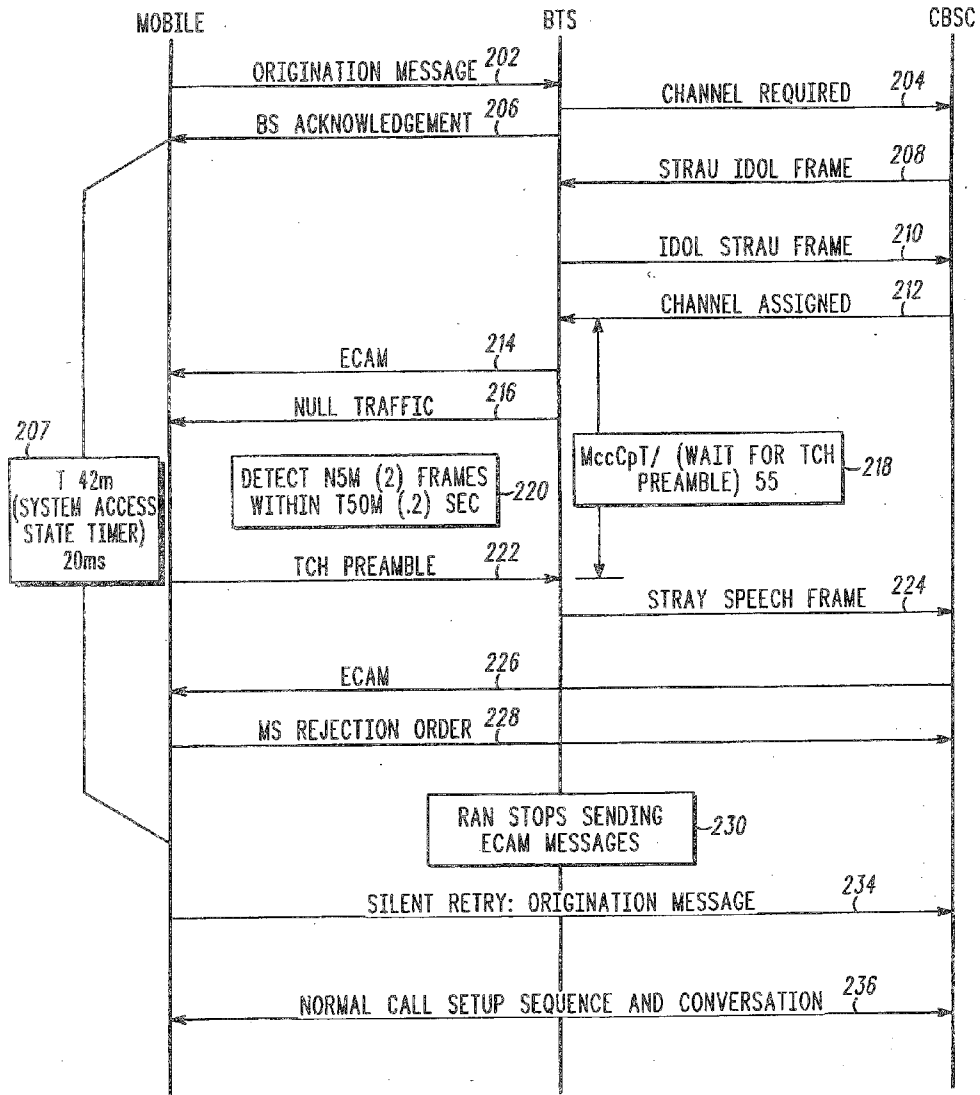 MOBILE
BTS
CBSC
ORIGINATION MESSAGE 202
CHANNEL REQUIRED 204
BS ACKNOWLEDGEMENT 206
STRAU IDOL FRAME 208
IDOL STRAU FRAME 210
CHANNEL ASSIGNED 212
ECAM 214
NULL TRAFFIC 216
207
T 42m
(SYSTEM ACCESS
STATE TIMER)
20ms
DETECT N5M (2) FRAMES
WITHIN T50M (.2) SEC
220
MccCpT/ (WAIT FOR TCH
PREAMBLE) 55
218
TCH PREAMBLE 222
STRAY SPEECH FRAME 224
ECAM 226
MS REJECTION ORDER 228
RAN STOPS SENDING
ECAM MESSAGES
230
SILENT RETRY: ORIGINATION MESSAGE 234
NORMAL CALL SETUP SEQUENCE AND CONVERSATION 236